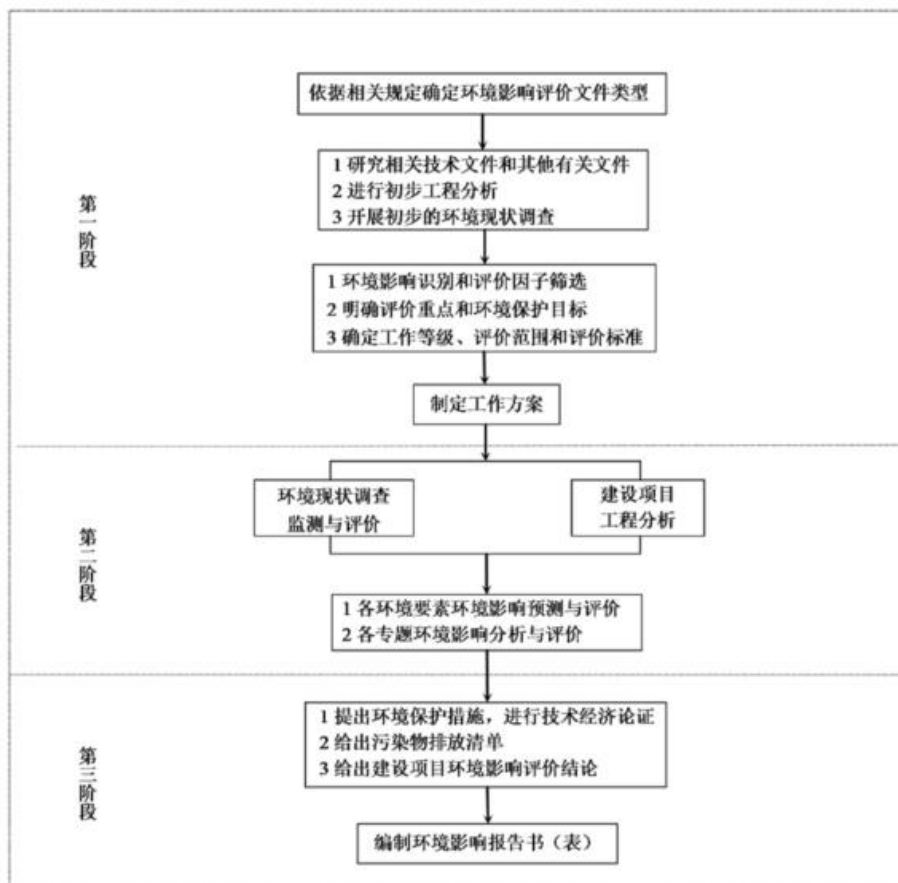 第一阶段
依据相关规定确定环境影响评价文件类型
1 研究相关技术文件和其他有关文件
2 进行初步工程分析
3 开展初步的环境现状调查
1 环境影响识别和评价因子筛选
2 明确评价重点和环境保护目标
3 确定工作等级、评价范围和评价标准
制定工作方案
第二阶段
环境现状调查
监测与评价
建设项目
工程分析
1 各环境要素环境影响预测与评价
2 各专题环境影响分析与评价
第三阶段
1 提出环境保护措施，进行技术经济论证
2 给出污染物排放清单
3 给出建设项目环境影响评价结论
编制环境影响报告书（表）